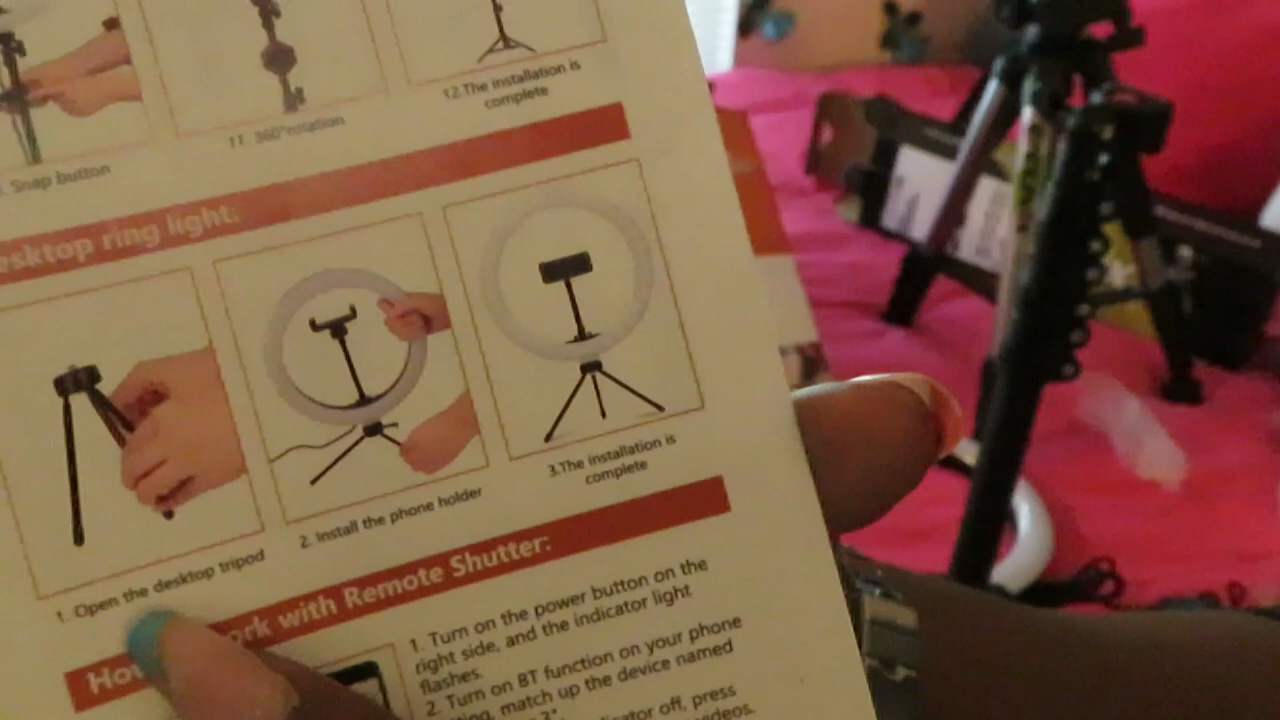 12.The installation is
complete
11. 360°rotation
. Snap button
esktop ring light:
3.The installation is
complete
2. Install the phone holder
1. Open the desktop tripod
ork with Remote Shutter:
1. Turn on the power button on the
right side, and the indicator light
flashes.
2. Turn on BT function on your phone
ting, match up the device named
3".
off, press
videos.